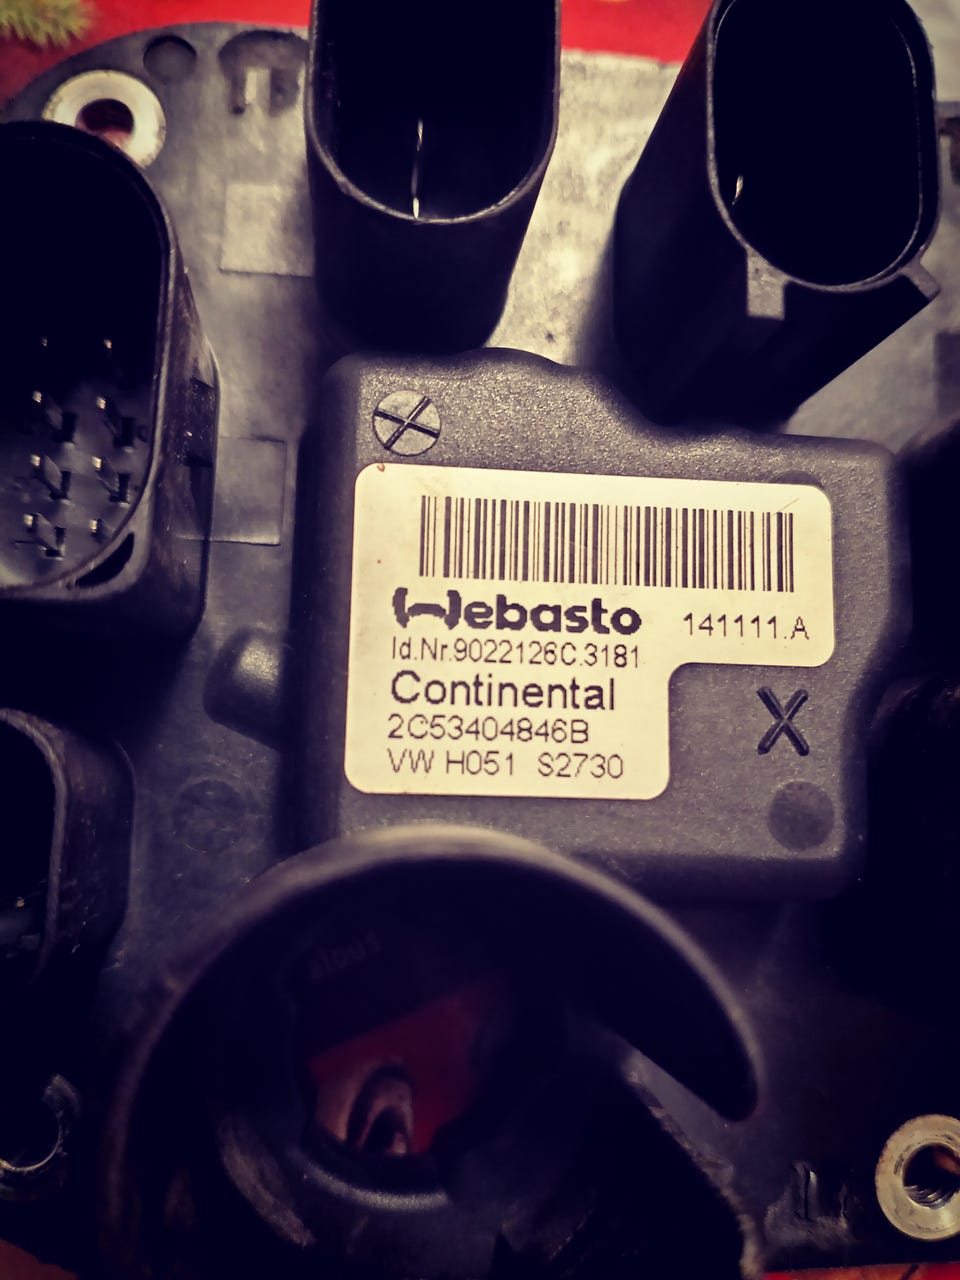 Webasto 141111.A
Id.Nr.9022126C.3181
Continental
2C53404846B
VW H051 S2730
X